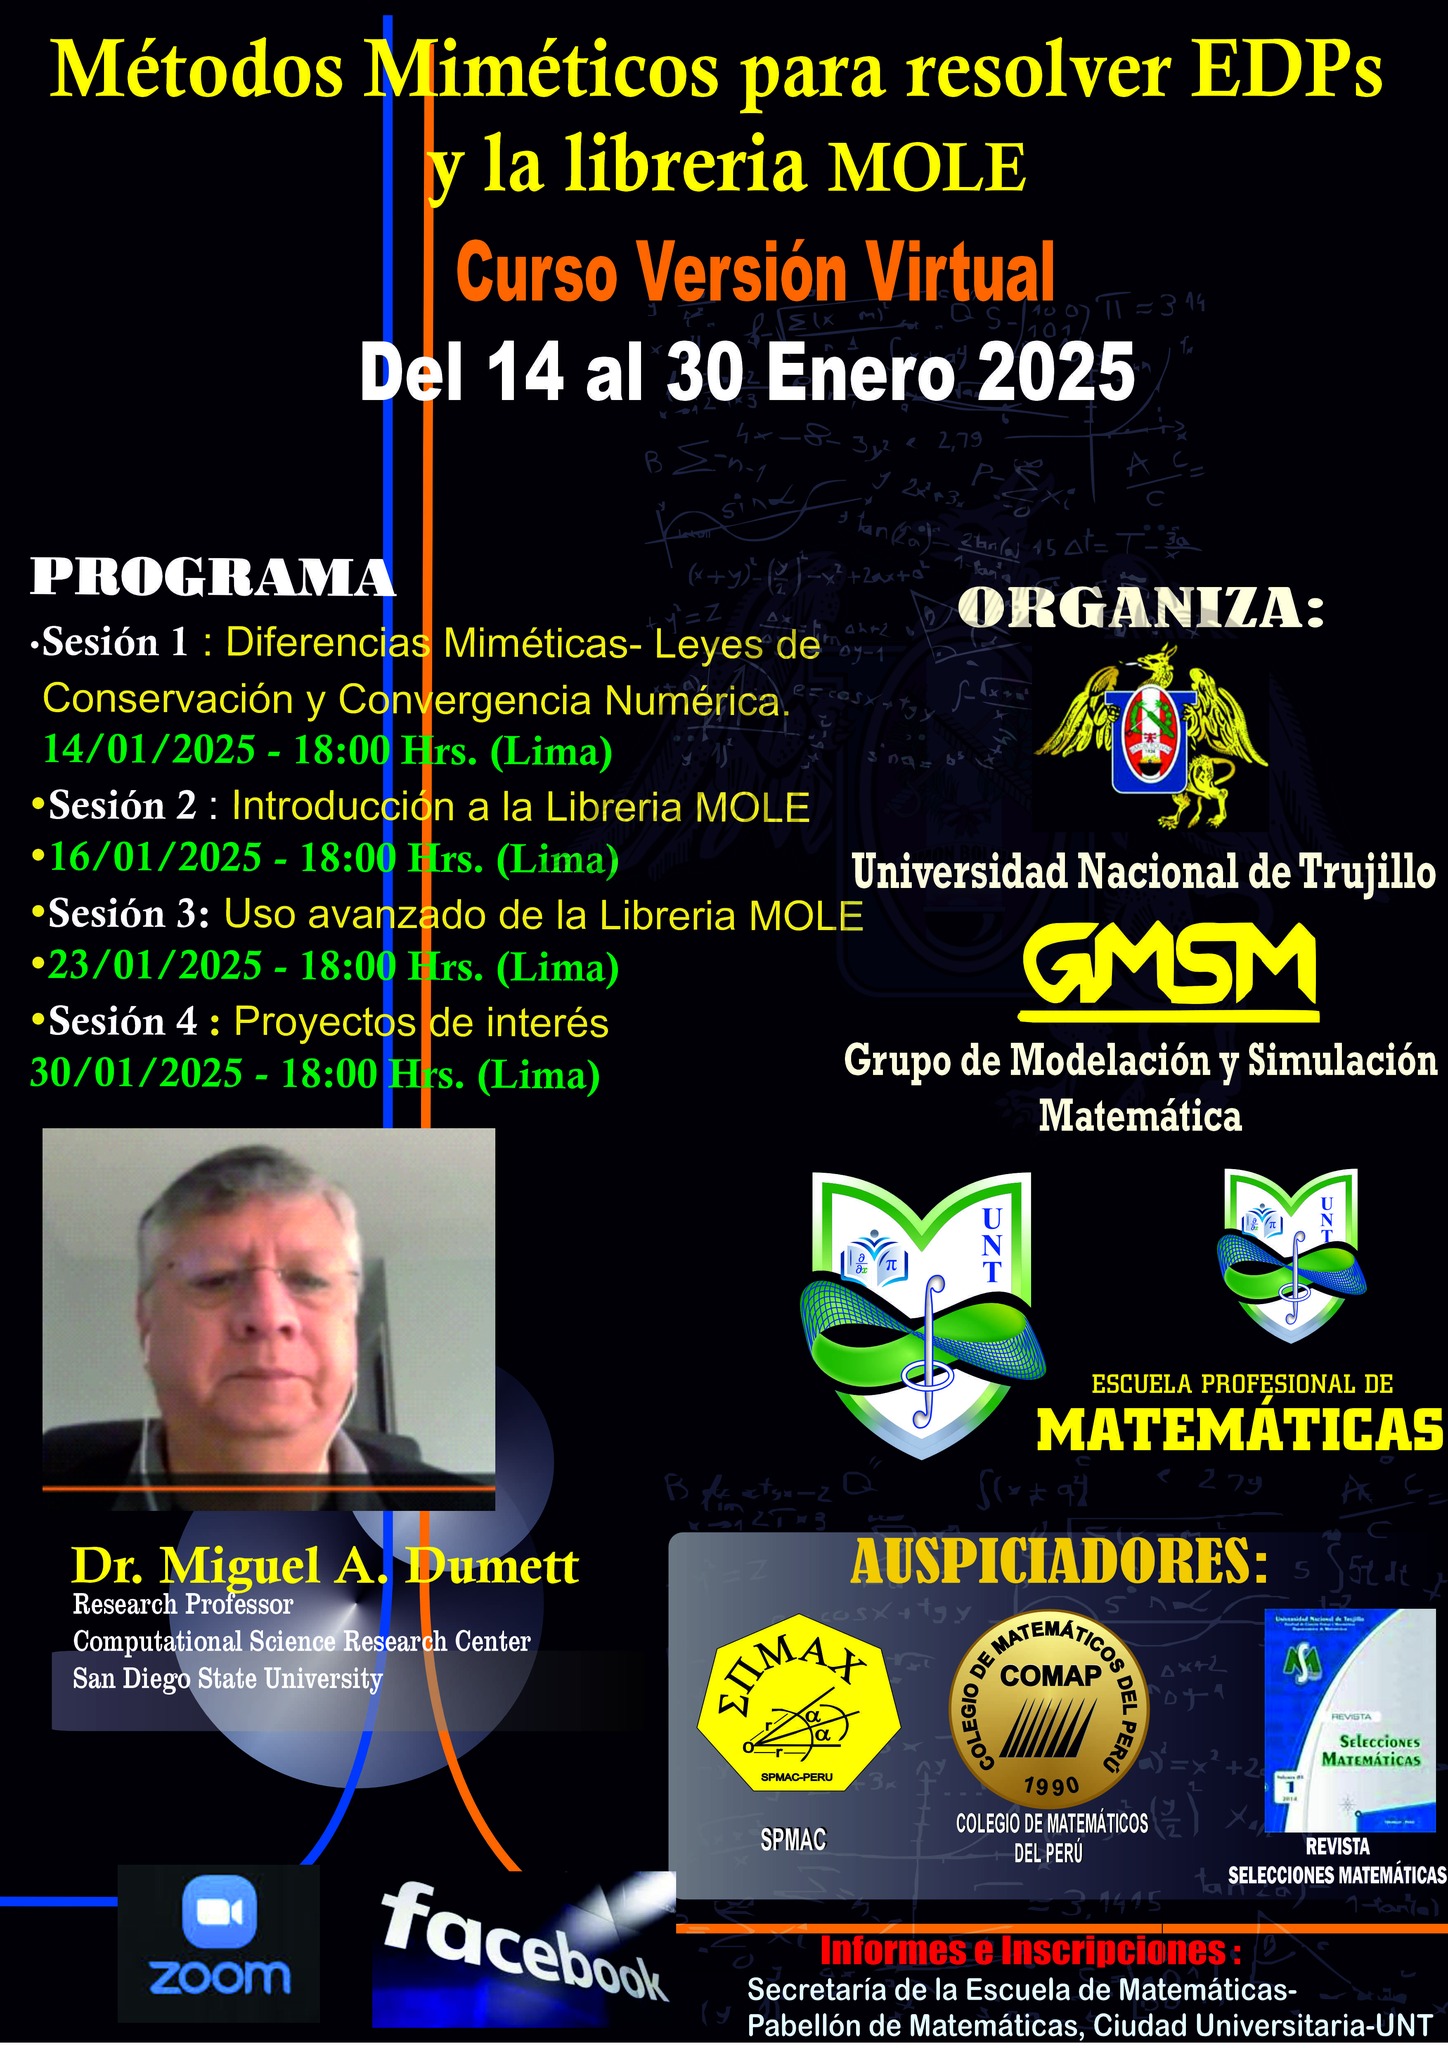 Métodos Miméticos para resolver EDPs
y la libreria MOLE
Curso Versión Virtual
Del 14 al 30 Enero 2025
PROGRAMA
·Sesión 1 : Diferencias Miméticas- Leyes de
Conservación y Convergencia Numérica.
14/01/2025 - 18:00 Hrs. (Lima)
•Sesión 2 : Introducción a la Libreria MOLE
•16/01/2025 - 18:00 Hrs. (Lima)
•Sesión 3: Uso avanzado de la Libreria MOLE
•23/01/2025 - 18:00 Hrs. (Lima)
•Sesión 4 : Proyectos de interés
30/01/2025 - 18:00 Hrs. (Lima)
Dr. Miguel A. Dumett
Research Professor
Computational Science Research Center
San Diego State University
zoom
facebook
ORGANIZA:
Universidad Nacional de Trujillo
GMSM
Grupo de Modelación y Simulación
Matemática
UNT
∂/∂x π
UNT
ESCUELA PROFESIONAL DE
MATEMÁTICAS
AUSPICIADORES:
ΣΠΜΑΧ
r α
o r α
SPMAC-PERU
SPMAC
COLEGIO DE MATEMÁTICOS DEL PERÚ
COMAP
1990
COLEGIO DE MATEMÁTICOS
DEL PERÚ
Universidad Nacional de Trujillo
REVISTA
SELECCIONES
MATEMÁTICAS
1
REVISTA
SELECCIONES MATEMÁTICAS
Informes e Inscripciones :
Secretaría de la Escuela de Matemáticas-
Pabellón de Matemáticas, Ciudad Universitaria-UNT